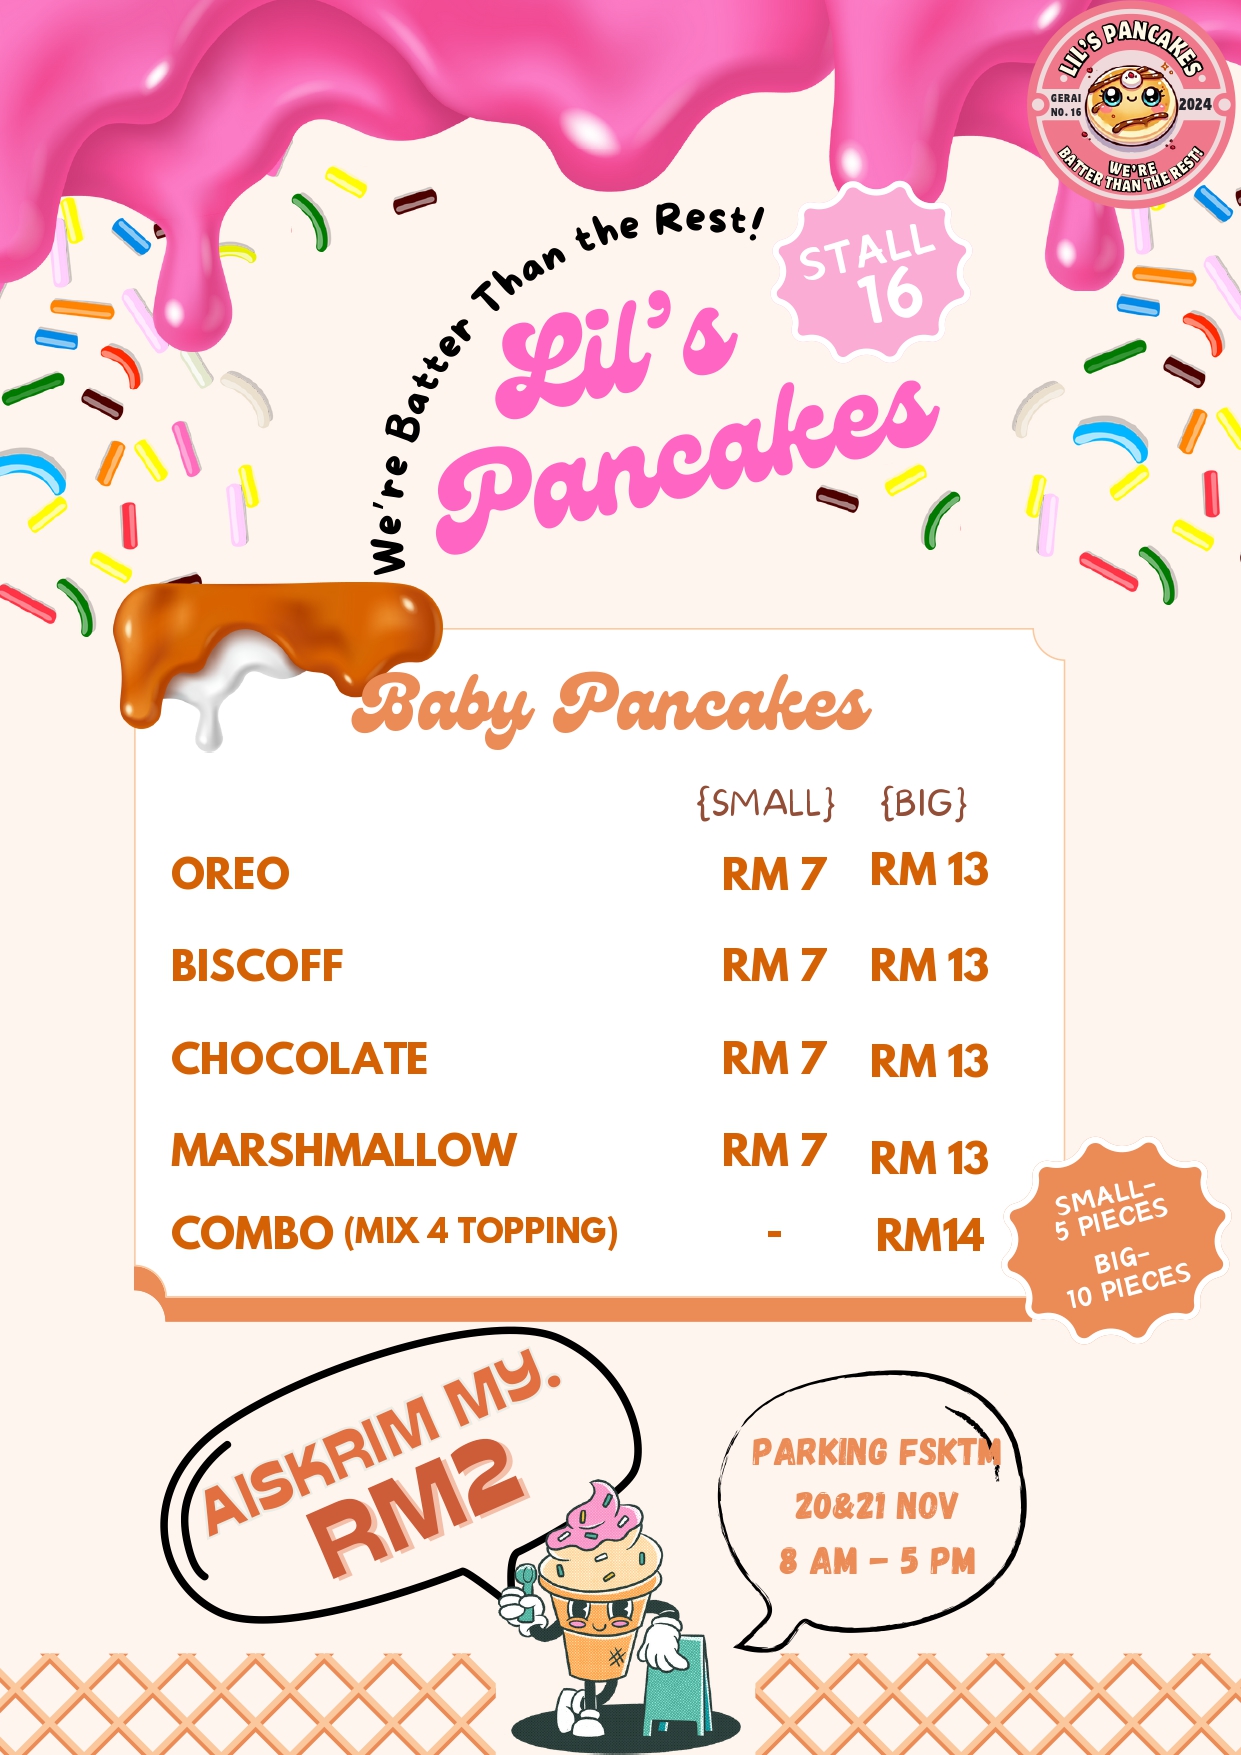 LIL'S PANCAKES
GERAI
NO. 16
2024
WE'RE
BATTER THAN THE REST!
We're Batter Than the Rest!
STALL
16
Lil's
Pancakes
Baby Pancakes
{SMALL} {BIG}
OREO RM 7 RM 13
BISCOFF RM 7 RM 13
CHOCOLATE RM 7 RM 13
MARSHMALLOW RM 7 RM 13
COMBO (MIX 4 TOPPING) - RM14
SMALL-
5 PIECES
BIG-
10 PIECES
AISKRIM MY.
RM2
PARKING FSKTM
20&21 NOV
8 AM - 5 PM